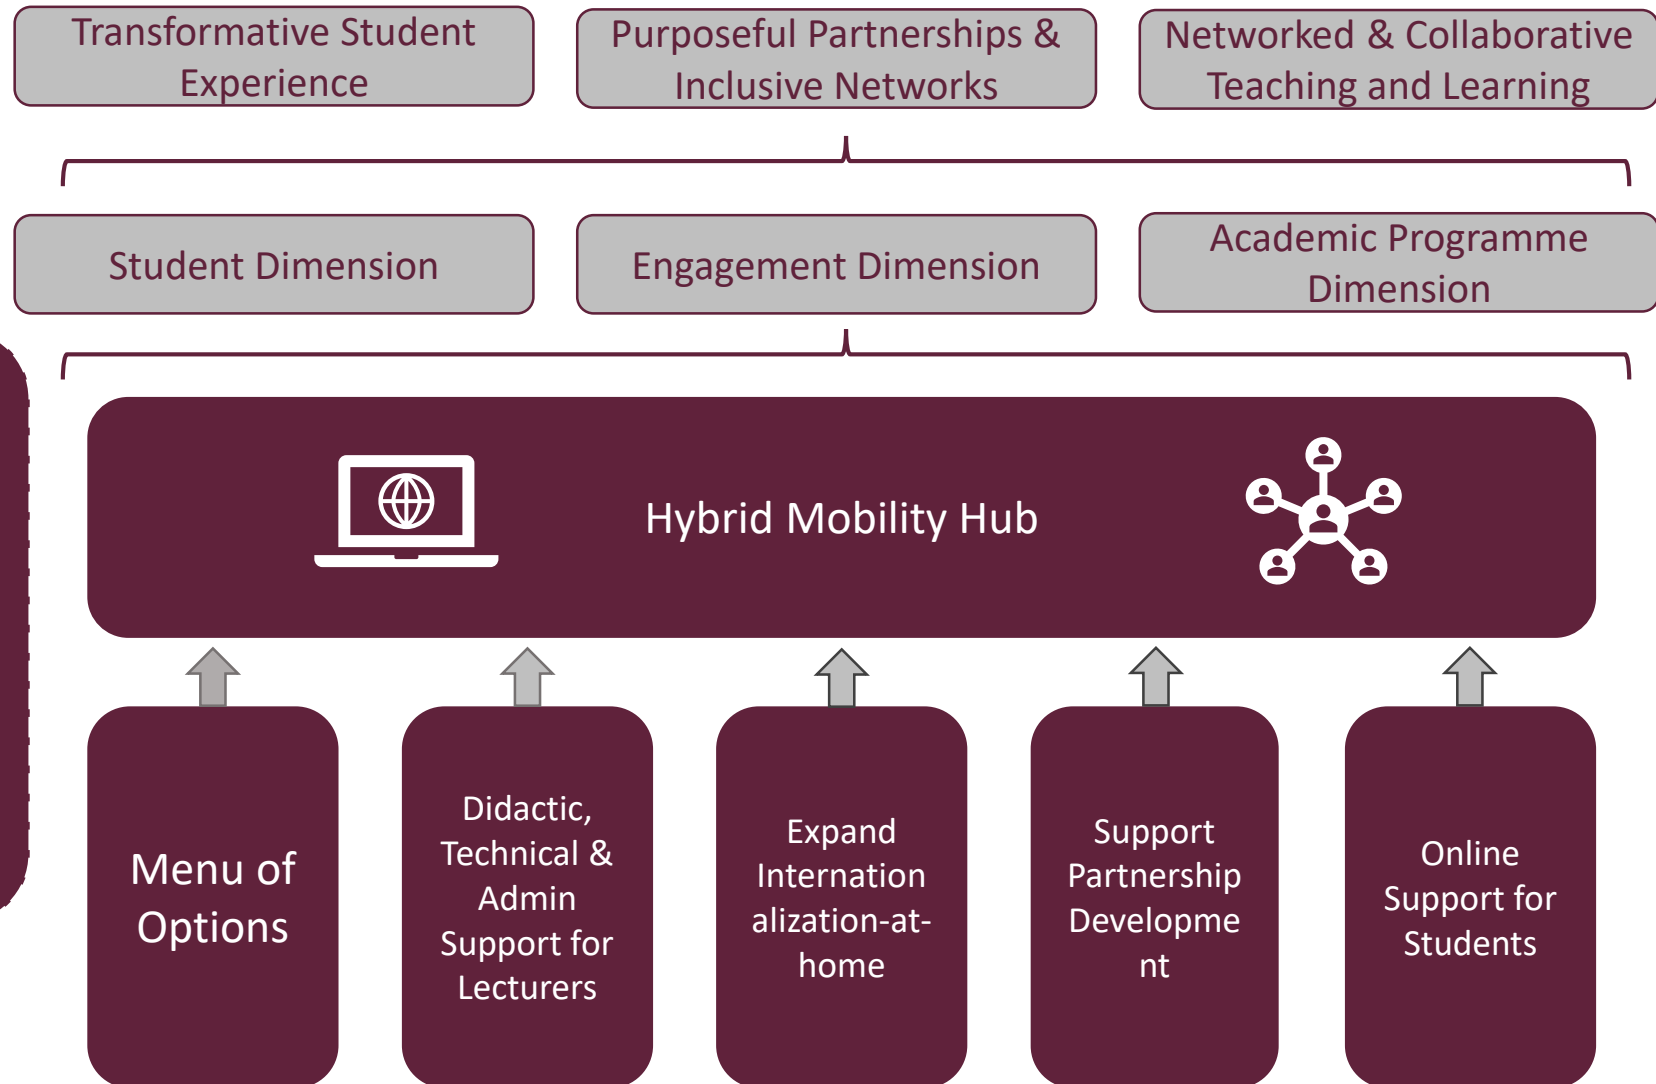 Transformative Student
Experience
Purposeful Partnerships &
Inclusive Networks
Networked & Collaborative
Teaching and Learning
Student Dimension
Engagement Dimension
Academic Programme
Dimension
Hybrid Mobility Hub
Menu of
Options
Didactic,
Technical &
Admin
Support for
Lecturers
Expand
Internation
alization-at-
home
Support
Partnership
Developme
nt
Online
Support for
Students